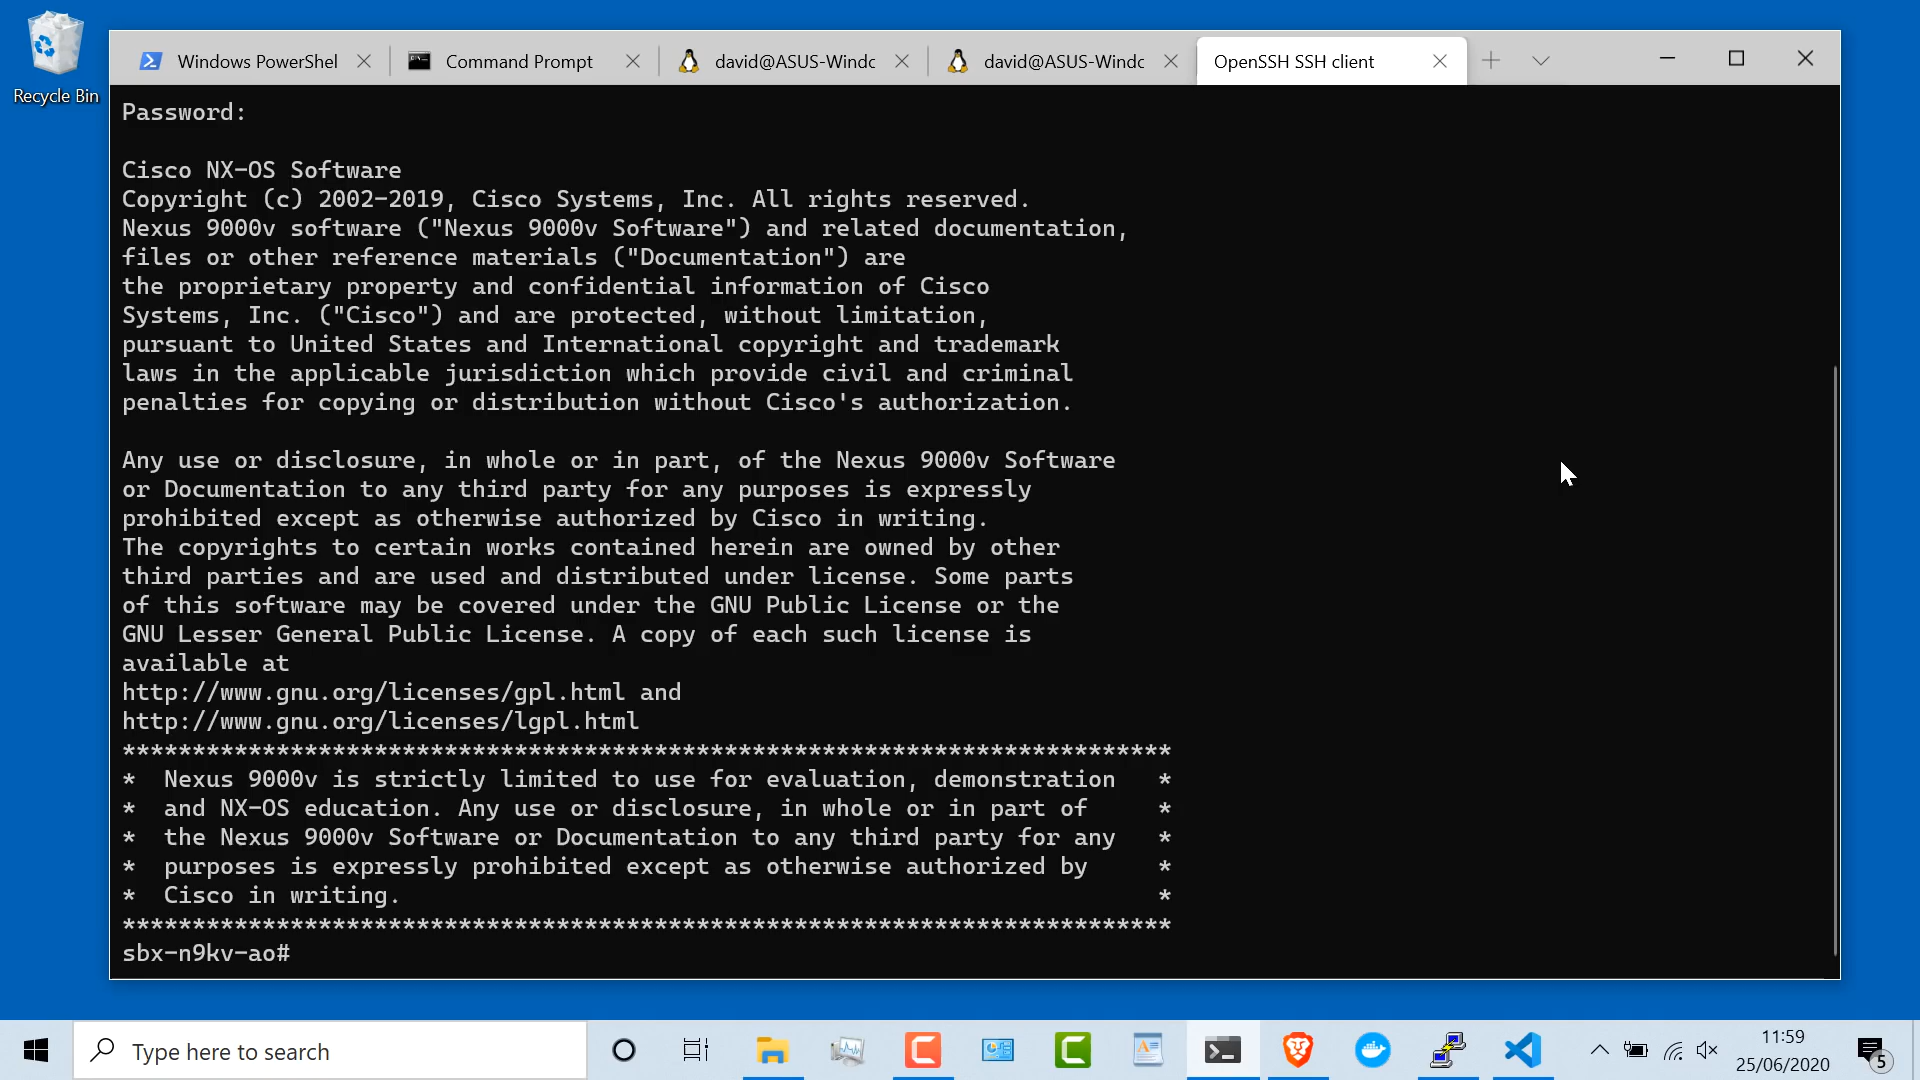 Recycle Bin
Windows PowerShel
Command Prompt
david@ASUS-Windc
david@ASUS-Windc
OpenSSH SSH client
Password:
Cisco NX-OS Software
Copyright (c) 2002-2019, Cisco Systems, Inc. All rights reserved.
Nexus 9000v software ("Nexus 9000v Software") and related documentation,
files or other reference materials ("Documentation") are
the proprietary property and confidential information of Cisco
Systems, Inc. ("Cisco") and are protected, without limitation,
pursuant to United States and International copyright and trademark
laws in the applicable jurisdiction which provide civil and criminal
penalties for copying or distribution without Cisco's authorization.
Any use or disclosure, in whole or in part, of the Nexus 9000v Software
or Documentation to any third party for any purposes is expressly
prohibited except as otherwise authorized by Cisco in writing.
The copyrights to certain works contained herein are owned by other
third parties and are used and distributed under license. Some parts
of this software may be covered under the GNU Public License or the
GNU Lesser General Public License. A copy of each such license is
available at
http://www.gnu.org/licenses/gpl.html and
http://www.gnu.org/licenses/lgpl.html
***************************************************************************
*  Nexus 9000v is strictly limited to use for evaluation, demonstration   *
*  and NX-OS education. Any use or disclosure, in whole or in part of     *
*  the Nexus 9000v Software or Documentation to any third party for any   *
*  purposes is expressly prohibited except as otherwise authorized by     *
*  Cisco in writing.                                                      *
***************************************************************************
sbx-n9kv-ao#
Type here to search
11:59
25/06/2020
5